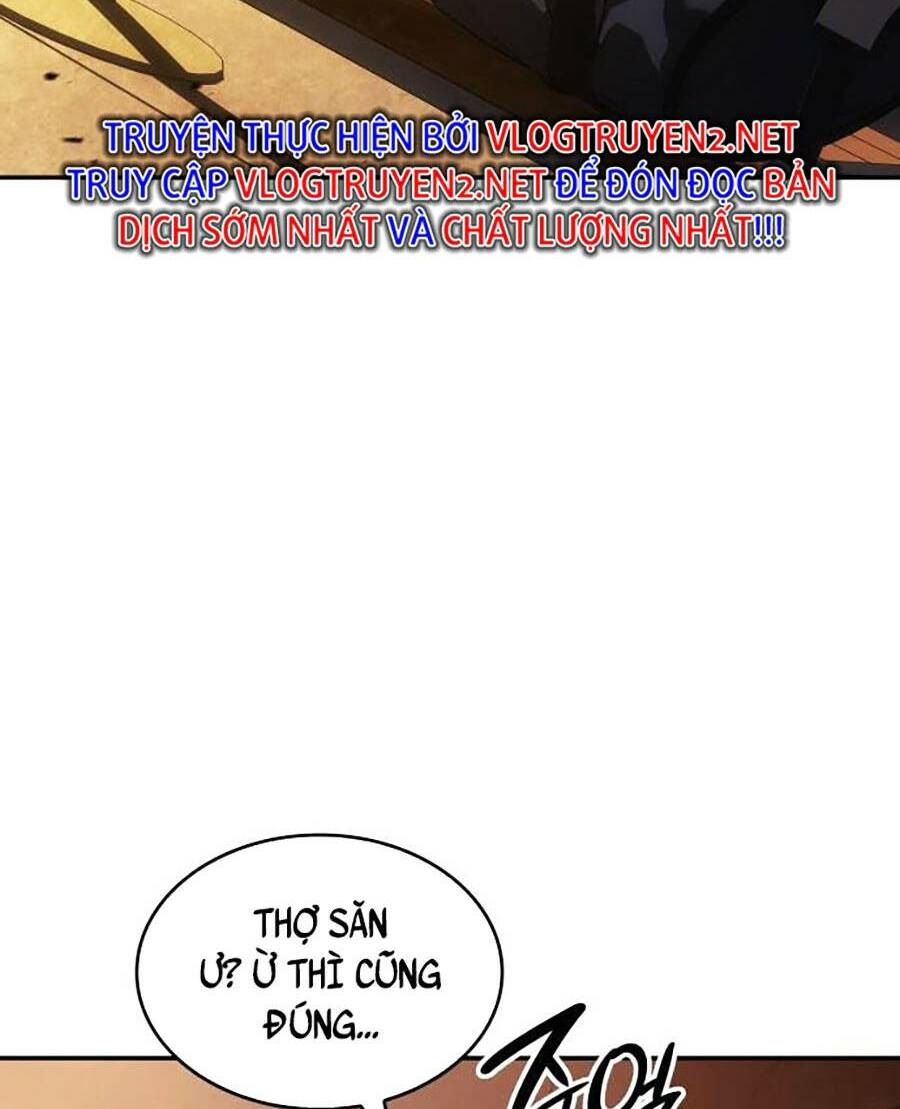 TRUYỆN THỰC HIỆN BỞI VLOGTRUYEN2.NET
TRUY CẬP VLOGTRUYEN2.NET ĐỂ ĐÓN ĐỌC BẢN
DỊCH SỚM NHẤT VÀ CHẤT LƯỢNG NHẤT!!!
THỢ SĂN
Ư? Ừ THÌ CŨNG
ĐÚNG...